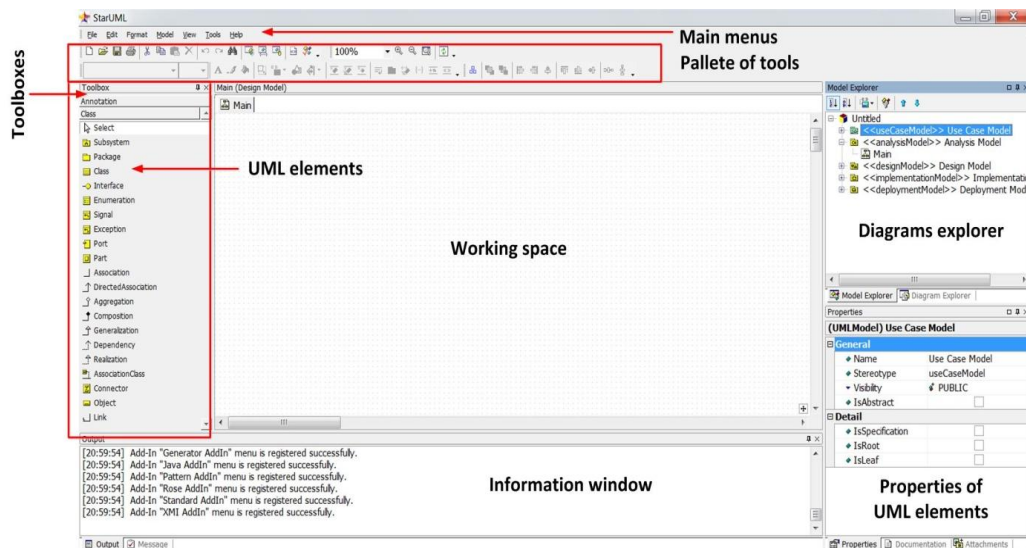 StarUML
File Edit Format Model View Tools Help
Main menus
100%
Pallete of tools
Toolboxes
Toolbox
Annotation
Class
Select
Subsystem
Package
Class
Interface
Enumeration
Signal
Exception
Port
Part
Association
DirectedAssociation
Aggregation
Composition
Generalization
Dependency
Realization
AssociationClass
Connector
Object
Link
UML elements
Main (Design Model)
Main
Working space
Model Explorer
Untitled
<<useCaseModel>> Use Case Model
<<analysisModel>> Analysis Model
Main
<<designModel>> Design Model
<<implementationModel>> Implementati
<<deploymentModel>> Deployment Mod
Diagrams explorer
Model Explorer Diagram Explorer
Properties
(UMLModel) Use Case Model
General
Name Use Case Model
Stereotype useCaseModel
Visibility PUBLIC
IsAbstract
Detail
IsSpecification
IsRoot
IsLeaf
Properties of
UML elements
Properties Documentation Attachments
Output
[20:59:54] Add-In "Generator AddIn" menu is registered successfully.
[20:59:54] Add-In "Java AddIn" menu is registered successfully.
[20:59:54] Add-In "Pattern AddIn" menu is registered successfully.
[20:59:54] Add-In "Rose AddIn" menu is registered successfully.
[20:59:54] Add-In "Standard AddIn" menu is registered successfully.
[20:59:54] Add-In "XMI AddIn" menu is registered successfully.
Information window
Output Message